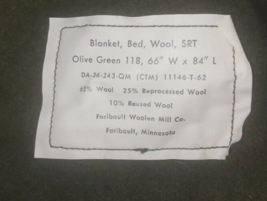 Blanket, Bed, Wool, SRT
Olive Green 118, 66" W x 84" L
DA-36-243-QM (CTM) 11146-T-62
65% Wool 25% Reprocessed Wool
10% Reused Wool
Faribault Woolen Mill Co.
Faribault, Minnesota